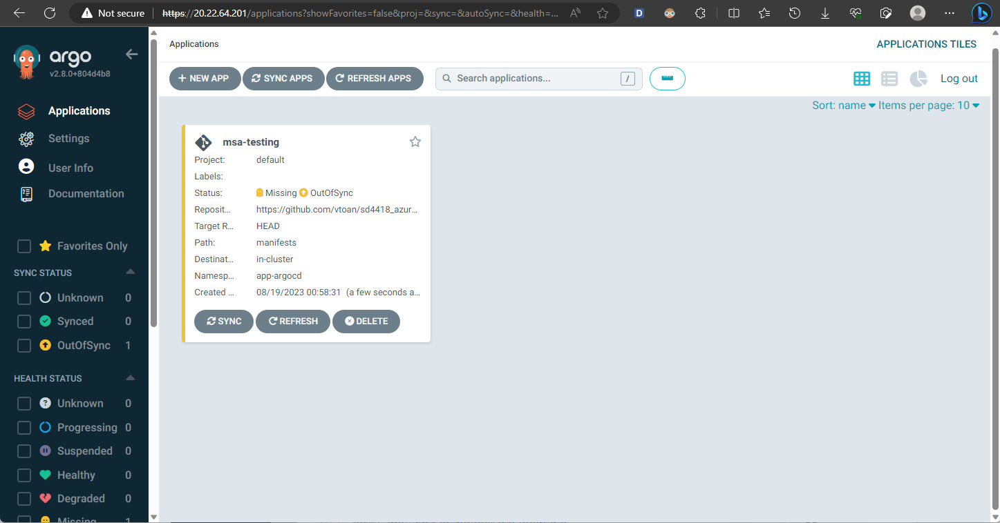 Not secure https://20.22.64.201/applications?showFavorites=false&proj=&sync=&autoSync=&health=...
argo
v2.8.0+804d4b8
Applications
Settings
User Info
Documentation
Favorites Only
SYNC STATUS
Unknown 0
Synced 0
OutOfSync 1
HEALTH STATUS
Unknown 0
Progressing 0
Suspended 0
Healthy 0
Degraded 0
Missing 1
Applications APPLICATIONS TILES
NEW APP SYNC APPS REFRESH APPS Search applications... / Log out
Sort: name Items per page: 10
msa-testing
Project: default
Labels:
Status: Missing OutOfSync
Reposit... https://github.com/vtoan/sd4418_azur...
Target R... HEAD
Path: manifests
Destinat... in-cluster
Namesp... app-argocd
Created ... 08/19/2023 00:58:31 (a few seconds a...
SYNC REFRESH DELETE